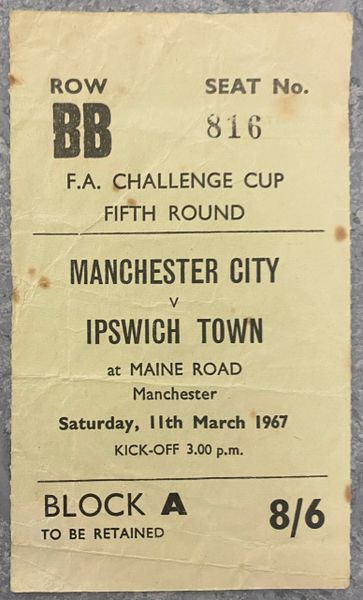 ROW SEAT No.
BB 816
F.A. CHALLENGE CUP
FIFTH ROUND
MANCHESTER CITY
v
IPSWICH TOWN
at MAINE ROAD
Manchester
Saturday, 11th March 1967
KICK-OFF 3.00 p.m.
BLOCK A 8/6
TO BE RETAINED